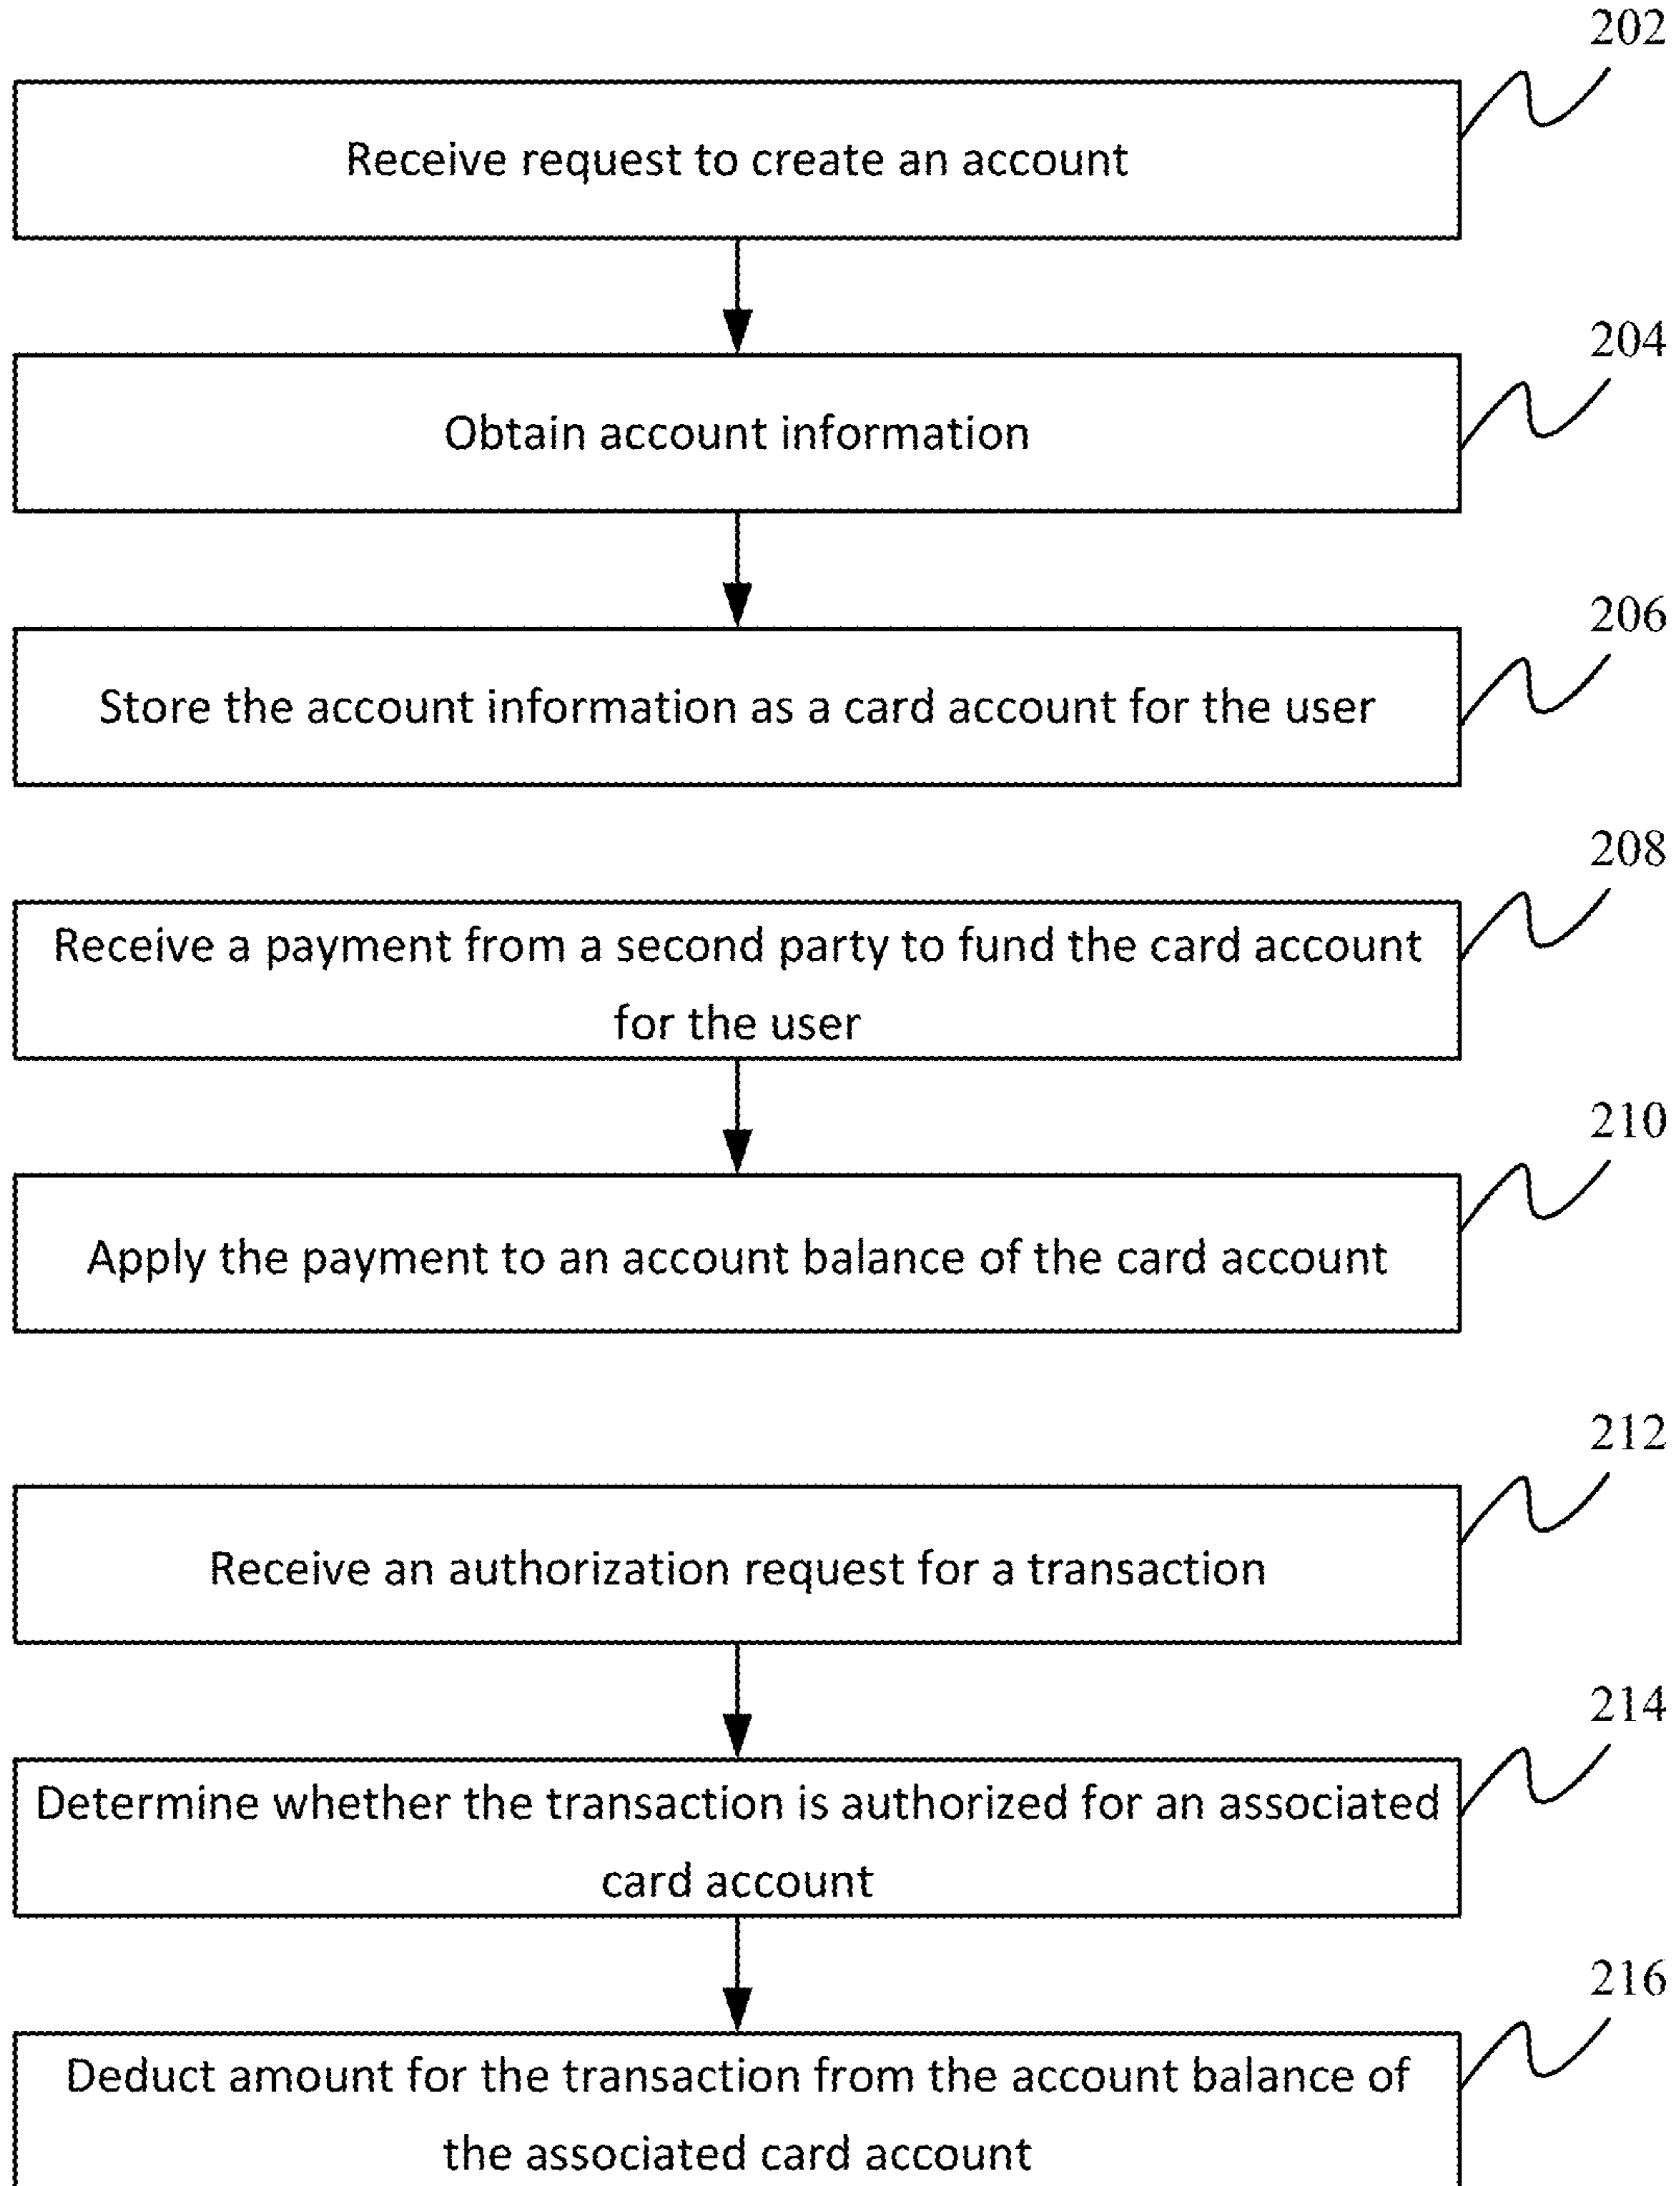 202
Receive request to create an account
204
Obtain account information
206
Store the account information as a card account for the user
208
Receive a payment from a second party to fund the card account
for the user
210
Apply the payment to an account balance of the card account
212
Receive an authorization request for a transaction
214
Determine whether the transaction is authorized for an associated
card account
216
Deduct amount for the transaction from the account balance of
the associated card account